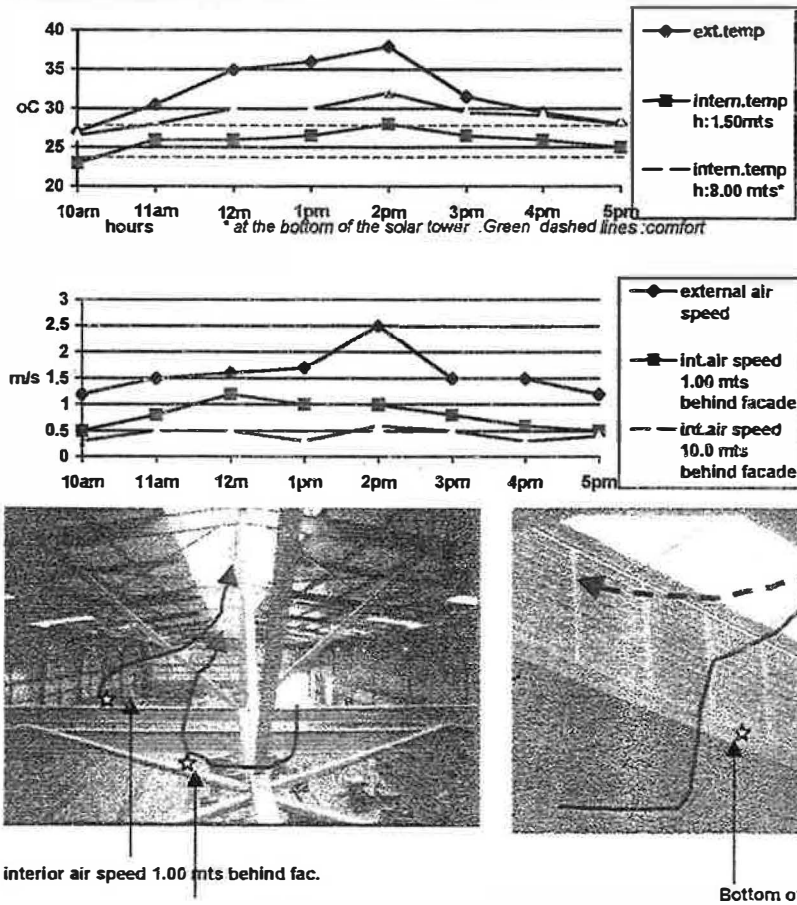 40
35
oC
30
25
20
10am 11am 12m 1pm 2pm 3pm 4pm 5pm
hours * at the bottom of the solar tower .Green dashed lines :comfort
ext.temp
intern.temp
h:1.50mts
intern.temp
h:8.00 mts*
3
2.5
2
m/s
1.5
1
0.5
0
10am 11am 12m 1pm 2pm 3pm 4pm 5pm
external air
speed
int.air speed
1.00 mts
behind facade
int.air speed
10.0 mts
behind facade
interior air speed 1.00 mts behind fac.
Bottom o